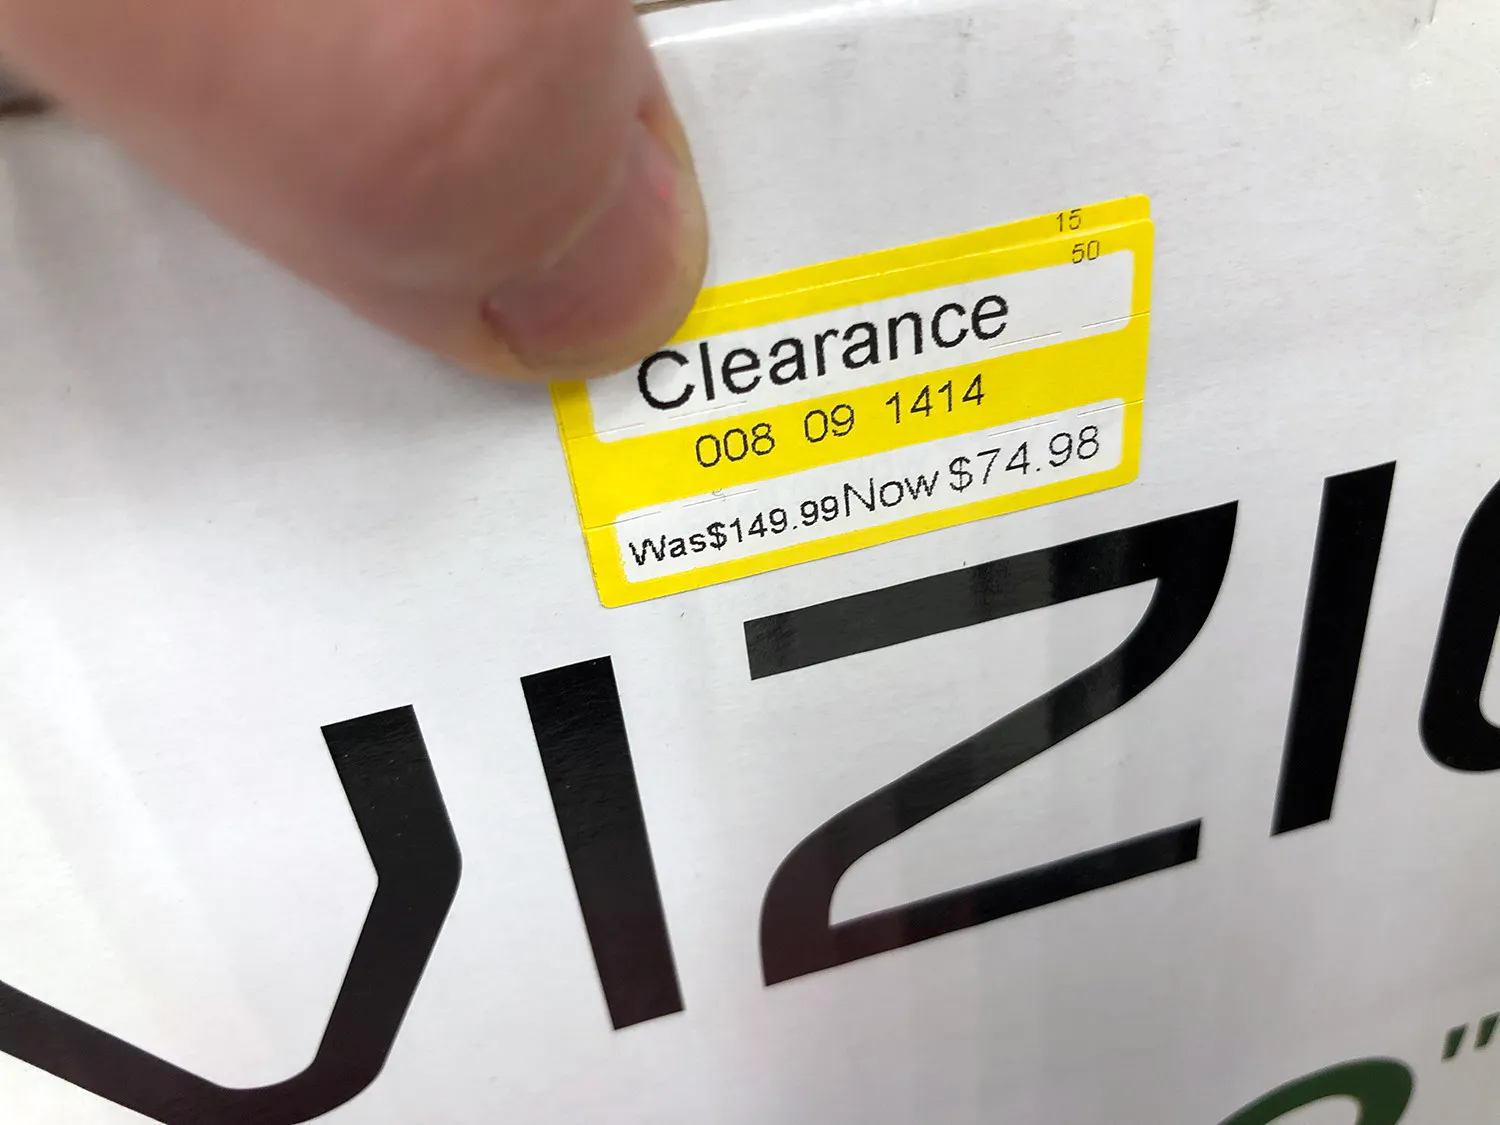 15
50
Clearance
008 09 1414
Was$149.99Now $74.98
VIZIO
"